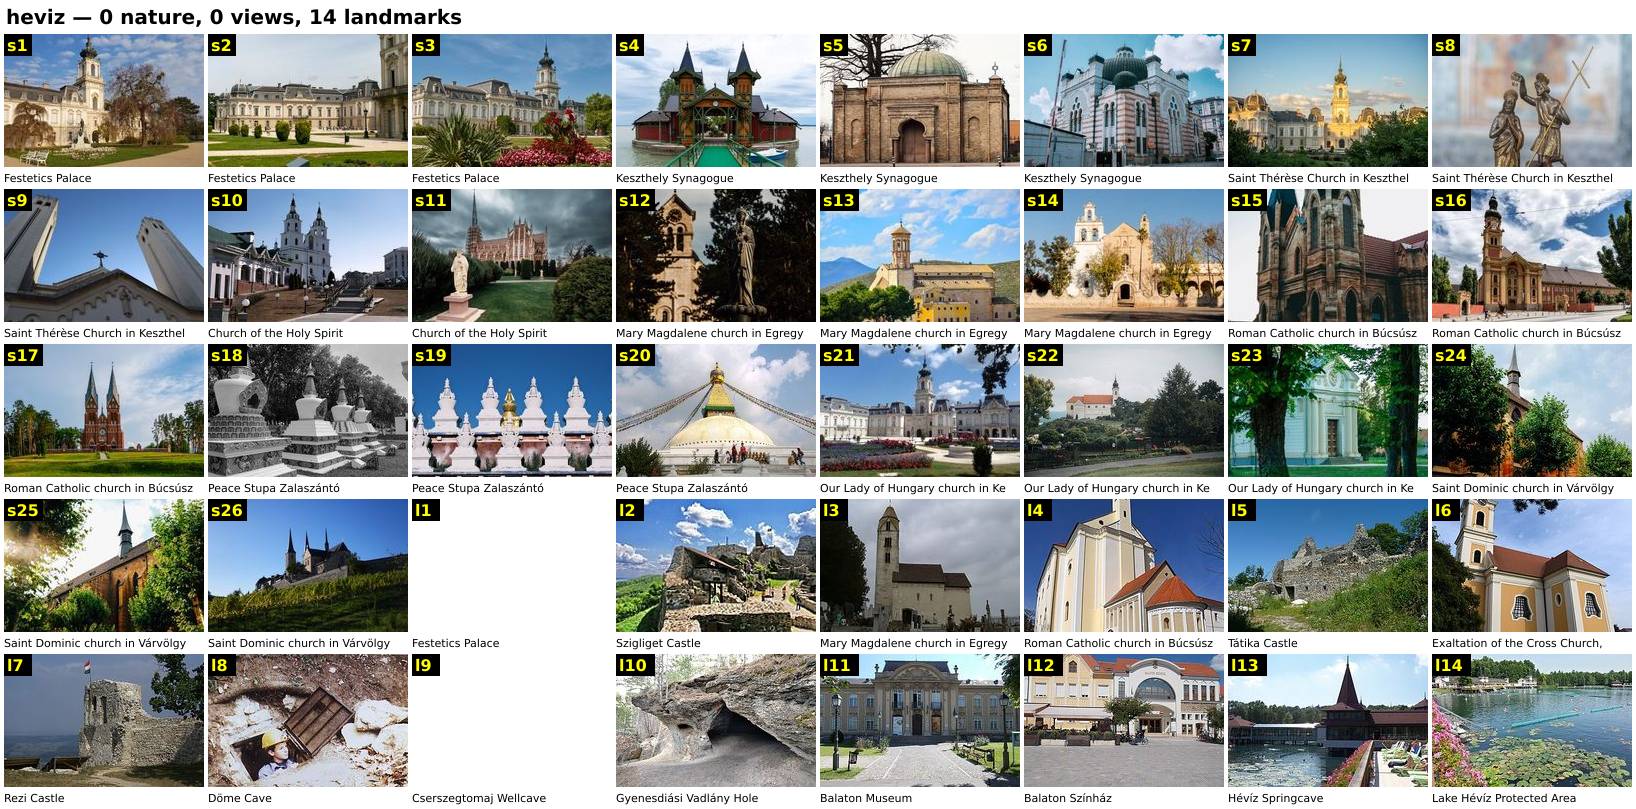 heviz — 0 nature, 0 views, 14 landmarks
s1 s2 s3 s4 s5 s6 s7 s8
Festetics Palace Festetics Palace Festetics Palace Keszthely Synagogue Keszthely Synagogue Keszthely Synagogue Saint Thérèse Church in Keszthel Saint Thérèse Church in Keszthel
s9 s10 s11 s12 s13 s14 s15 s16
Saint Thérèse Church in Keszthel Church of the Holy Spirit Church of the Holy Spirit Mary Magdalene church in Egregy Mary Magdalene church in Egregy Mary Magdalene church in Egregy Roman Catholic church in Búcsúsz Roman Catholic church in Búcsúsz
s17 s18 s19 s20 s21 s22 s23 s24
Roman Catholic church in Búcsúsz Peace Stupa Zalaszántó Peace Stupa Zalaszántó Peace Stupa Zalaszántó Our Lady of Hungary church in Ke Our Lady of Hungary church in Ke Our Lady of Hungary church in Ke Saint Dominic church in Várvölgy
s25 s26 l1 l2 l3 l4 l5 l6
Saint Dominic church in Várvölgy Saint Dominic church in Várvölgy Festetics Palace Szigliget Castle Mary Magdalene church in Egregy Roman Catholic church in Búcsúsz Tátika Castle Exaltation of the Cross Church,
l7 l8 l9 l10 l11 l12 l13 l14
Rezi Castle Döme Cave Cserszegtomaj Wellcave Gyenesdiási Vadlány Hole Balaton Museum Balaton Színház Hévíz Springcave Lake Hévíz Protected Area